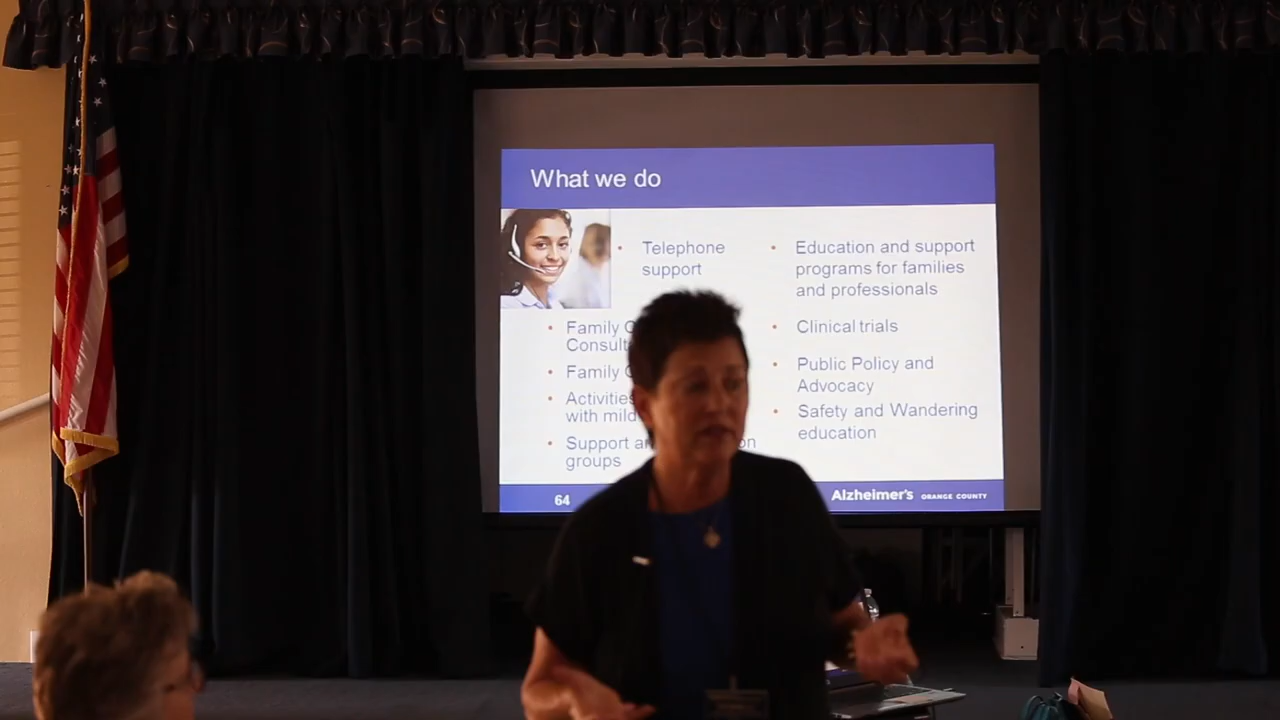 What we do
Telephone
support
Family
Consult
Family
Activities
with mild
Support
groups
Education and support
programs for families
and professionals
Clinical trials
Public Policy and
Advocacy
Safety and Wandering
education
64
Alzheimer's ORANGE COUNTY